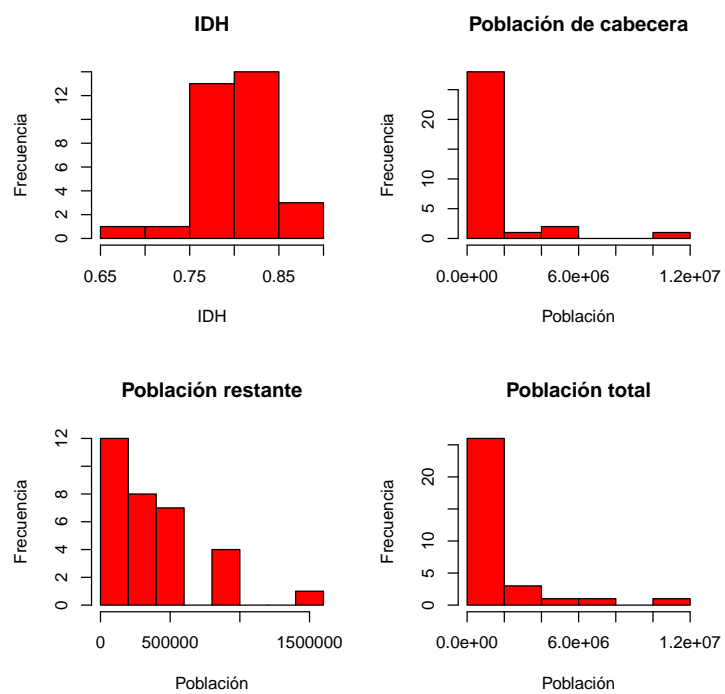 IDH
Frecuencia
0 2 4 6 8 12
0.65 0.75 0.85
IDH
Población de cabecera
Frecuencia
0 5 10 20
0.0e+00 6.0e+06 1.2e+07
Población
Población restante
Frecuencia
0 2 4 6 8 12
0 500000 1500000
Población
Población total
Frecuencia
0 5 10 20
0.0e+00 6.0e+06 1.2e+07
Población